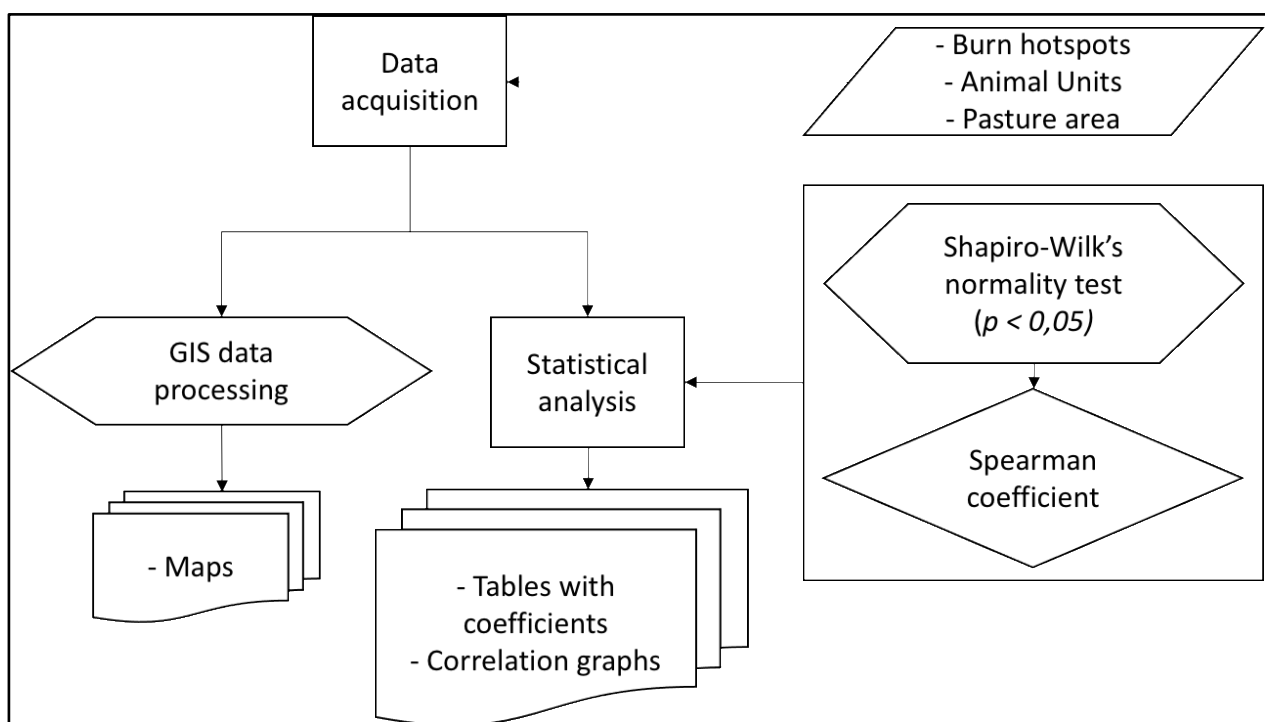 Data
acquisition
- Burn hotspots
- Animal Units
- Pasture area
Shapiro-Wilk’s
normality test
(p < 0,05)
GIS data
processing
Statistical
analysis
Spearman
coefficient
- Maps
- Tables with
coefficients
- Correlation graphs